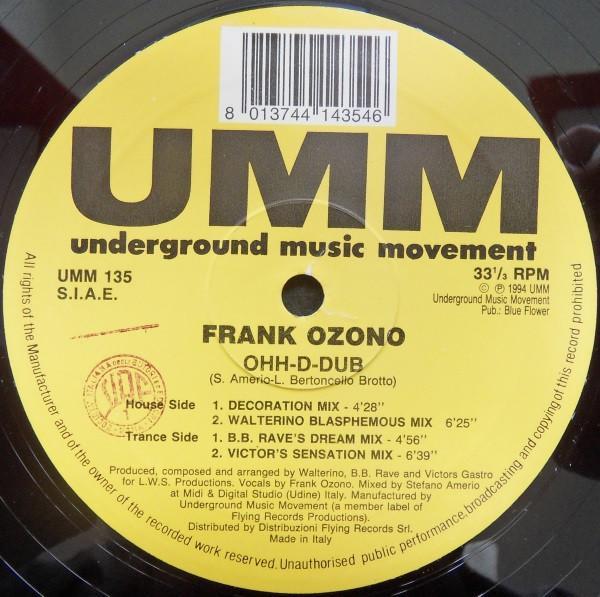 8 013744 143546
UMM
underground music movement
UMM 135
S.I.A.E.
33 1/3 RPM
© ℗ 1994 UMM
Underground Music Movement
Pub.: Blue Flower
FRANK OZONO
OHH-D-DUB
(S. Amerio-L. Bertoncello Brotto)
House Side 1. DECORATION MIX - 4'28''
2. WALTERINO BLASPHEMOUS MIX 6'25''
Trance Side 1. B.B. RAVE'S DREAM MIX - 4'56''
2. VICTOR'S SENSATION MIX - 6'39''
Produced, composed and arranged by Walterino, B.B. Rave and Victors Gastro
for L.W.S. Productions. Vocals by Frank Ozono. Mixed by Stefano Amerio
at Midi & Digital Studio (Udine) Italy. Manufactured by
Underground Music Movement (a member label of
Flying Records Productions).
Distributed by Distribuzioni Flying Records Srl.
Made in Italy
All rights of the Manufacturer and of the owner of the recorded work reserved. Unauthorised public performance, broadcasting and copying of this record prohibited